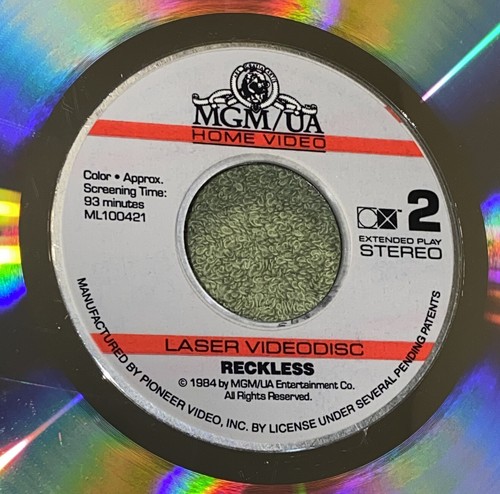 MGM/UA
HOME VIDEO
Color • Approx.
Screening Time:
93 minutes
ML100421
CX 2
EXTENDED PLAY
STEREO
LASER VIDEODISC
RECKLESS
© 1984 by MGM/UA Entertainment Co.
All Rights Reserved.
MANUFACTURED BY PIONEER VIDEO, INC. BY LICENSE UNDER SEVERAL PENDING PATENTS